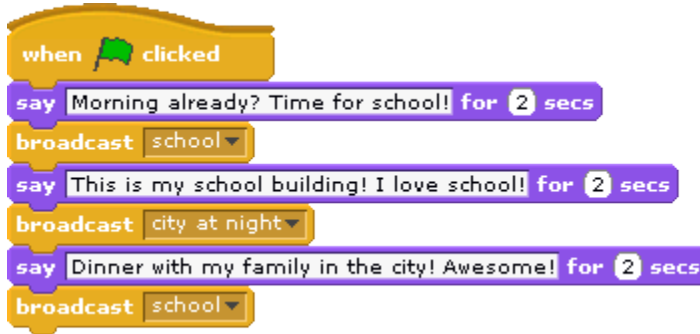 when clicked
say Morning already? Time for school! for 2 secs
broadcast school
say This is my school building! I love school! for 2 secs
broadcast city at night
say Dinner with my family in the city! Awesome! for 2 secs
broadcast school